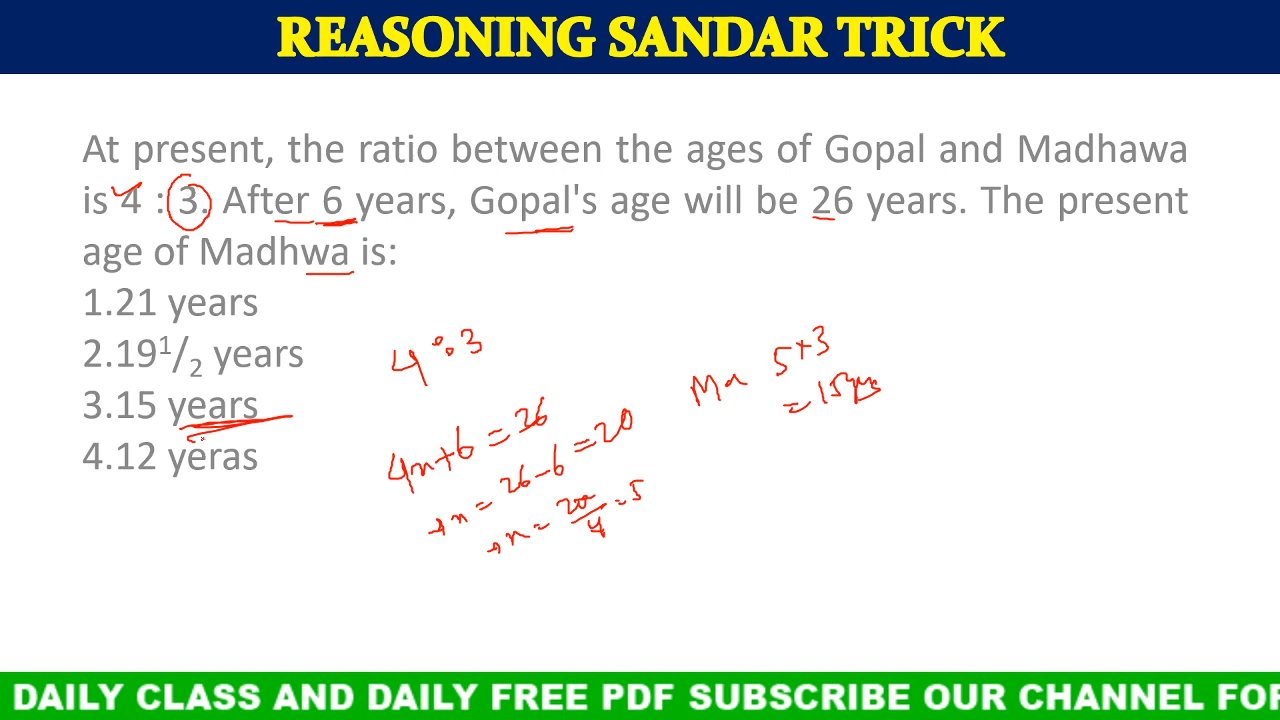 REASONING SANDAR TRICK
At present, the ratio between the ages of Gopal and Madhawa
is 4 : 3. After 6 years, Gopal's age will be 26 years. The present
age of Madhwa is:
1.21 years
2.19 1/2 years
3.15 years
4.12 yeras
4 : 3
4x+6 = 26
x = 26-6 = 20
x = 20/4 = 5
Ma 5×3
= 15 yrs
DAILY CLASS AND DAILY FREE PDF SUBSCRIBE OUR CHANNEL FOR